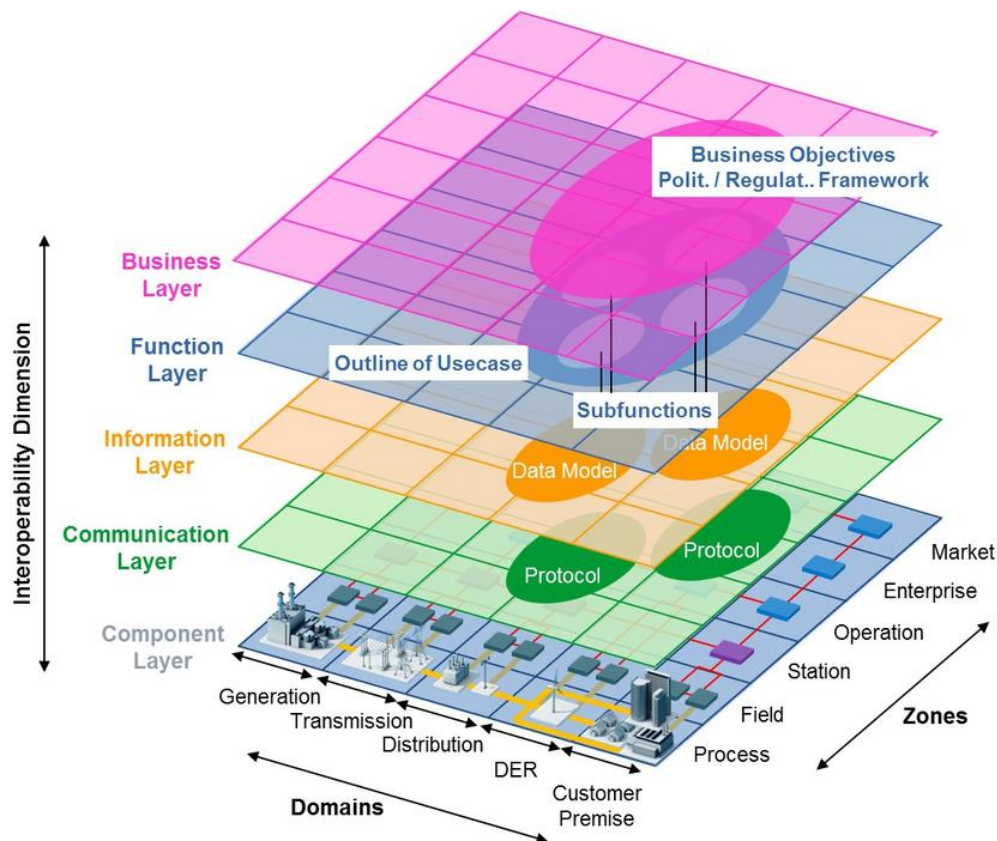 Business Objectives
Polit. / Regulat.. Framework
Business
Layer
Function
Layer
Outline of Usecase
Subfunctions
Information
Layer
Data Model
Data Model
Communication
Layer
Protocol
Protocol
Component
Layer
Interoperability Dimension
Generation
Transmission
Distribution
DER
Customer
Premise
Domains
Market
Enterprise
Operation
Station
Field
Process
Zones